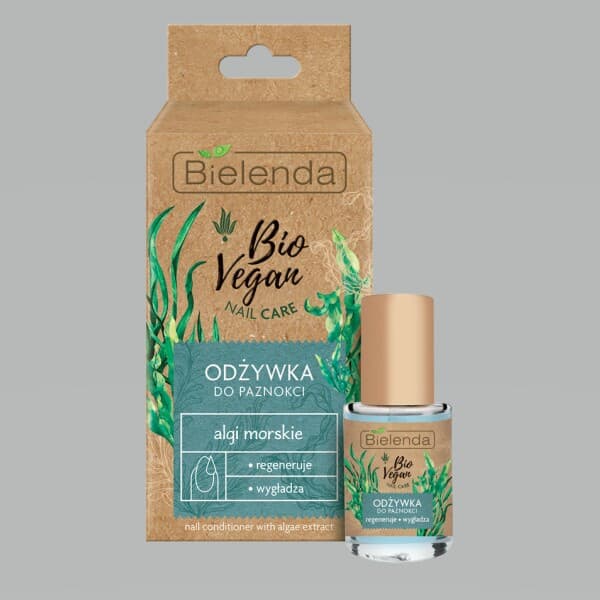 Bielenda
Bio
Vegan
NAIL CARE
ODŻYWKA
DO PAZNOKCI
algi morskie
• regeneruje
• wygładza
nail conditioner with algae extract
Bielenda
Bio
Vegan
NAIL CARE
ODŻYWKA
DO PAZNOKCI
regeneruje • wygładza